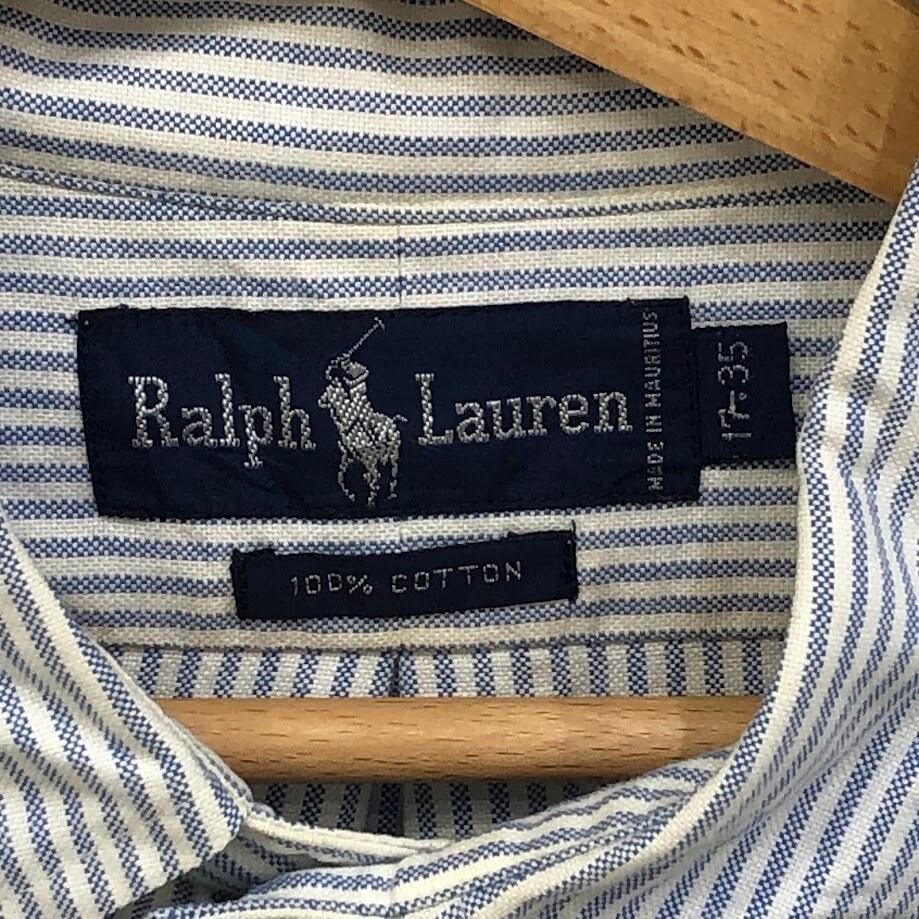 Ralph Lauren
MADE IN MAURITIUS
17-35
100% COTTON